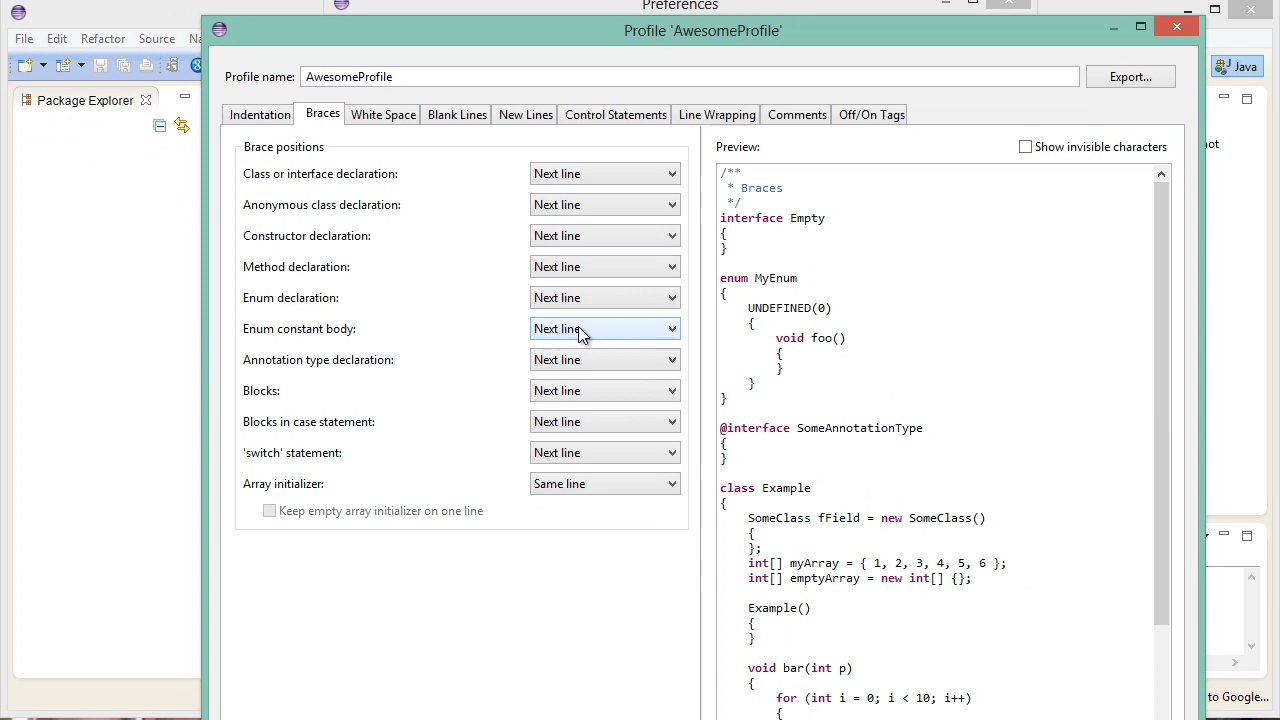 Preferences
Profile 'AwesomeProfile'
File Edit Refactor Source
Java
Package Explorer
Profile name: AwesomeProfile Export...
Indentation Braces White Space Blank Lines New Lines Control Statements Line Wrapping Comments Off/On Tags
Brace positions
Class or interface declaration: Next line
Anonymous class declaration: Next line
Constructor declaration: Next line
Method declaration: Next line
Enum declaration: Next line
Enum constant body: Next line
Annotation type declaration: Next line
Blocks: Next line
Blocks in case statement: Next line
'switch' statement: Next line
Array initializer: Same line
Keep empty array initializer on one line
Preview: Show invisible characters
/**
* Braces
*/
interface Empty
{
}
enum MyEnum
{
UNDEFINED(0)
{
void foo()
{
}
}
}
@interface SomeAnnotationType
{
}
class Example
{
SomeClass fField = new SomeClass()
{
};
int[] myArray = { 1, 2, 3, 4, 5, 6 };
int[] emptyArray = new int[] {};
Example()
{
}
void bar(int p)
{
for (int i = 0; i < 10; i++)
{
to Google...